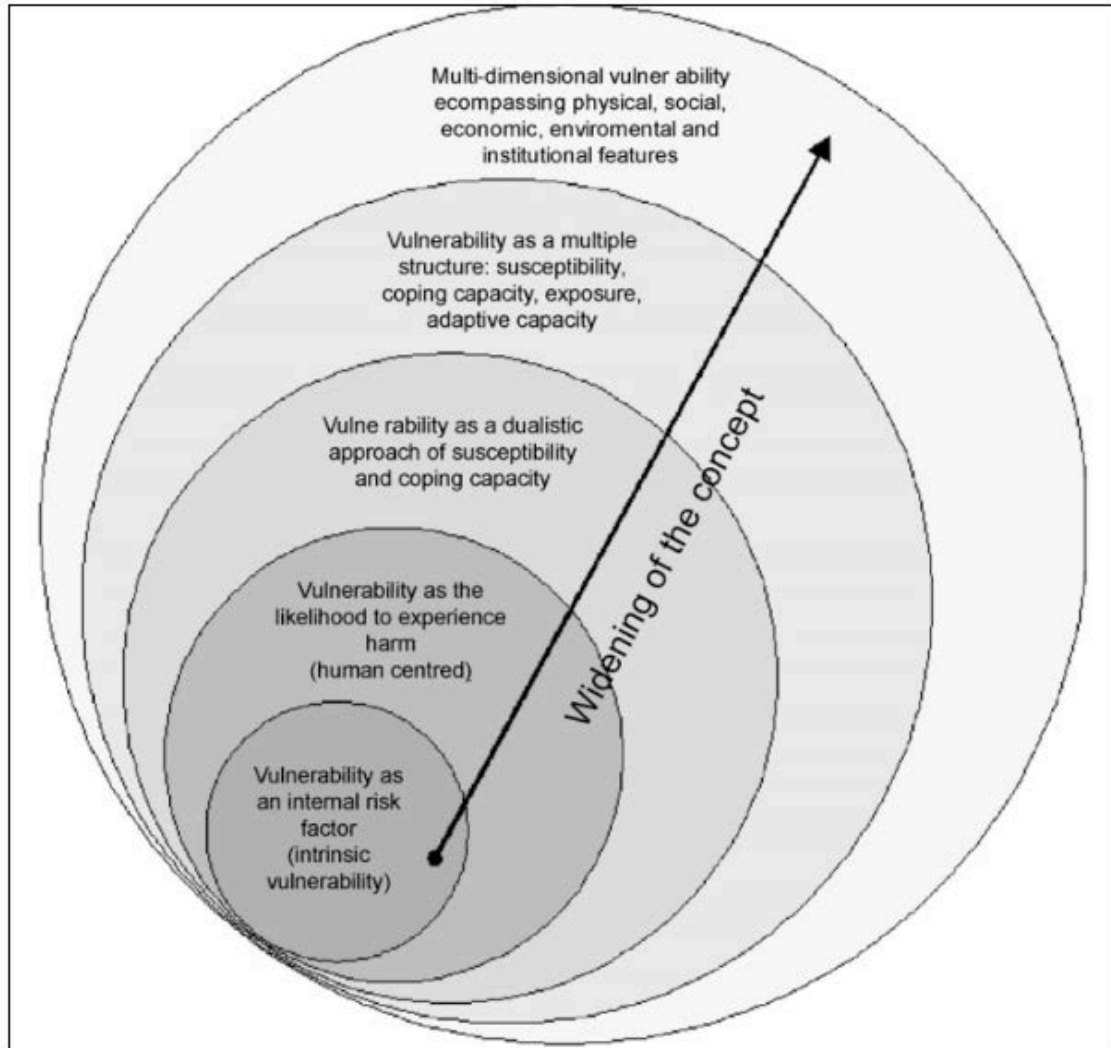 Multi-dimensional vulner ability
ecompassing physical, social,
economic, enviromental and
institutional features
Vulnerability as a multiple
structure: susceptibility,
coping capacity, exposure,
adaptive capacity
Vulne rability as a dualistic
approach of susceptibility
and coping capacity
Widening of the concept
Vulnerability as the
likelihood to experience
harm
(human centred)
Vulnerability as
an internal risk
factor
(intrinsic
vulnerability)